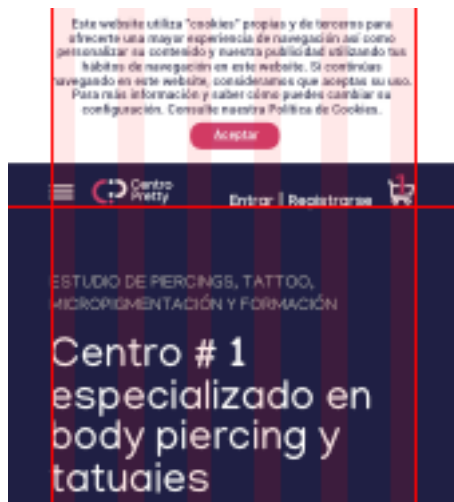 Este website utiliza "cookies" propias y de terceros para
ofrecerte una mayor experiencia de navegación así como
personalizar su contenido y nuestra publicidad utilizando tus
hábitos de navegación en este website. Si continúas
navegando en este website, consideramos que aceptas su uso.
Para más información y saber cómo puedes cambiar su
configuración. Consulte nuestra Política de Cookies.
Aceptar
Centro
Pretty
Entrar | Registrarse
1
ESTUDIO DE PIERCINGS, TATTOO,
MICROPIGMENTACIÓN Y FORMACIÓN
Centro # 1
especializado en
body piercing y
tatuajes